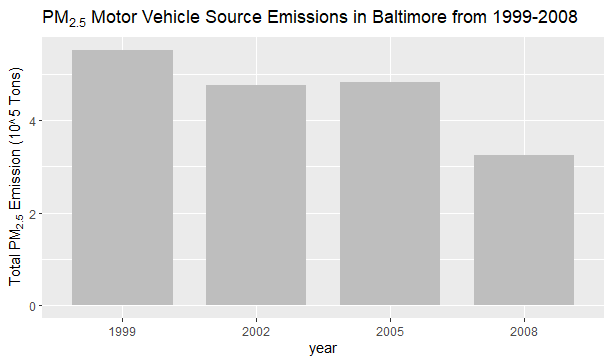 PM2.5 Motor Vehicle Source Emissions in Baltimore from 1999-2008
Total PM2.5 Emission (10^5 Tons)
4
2
0
1999 2002 2005 2008
year